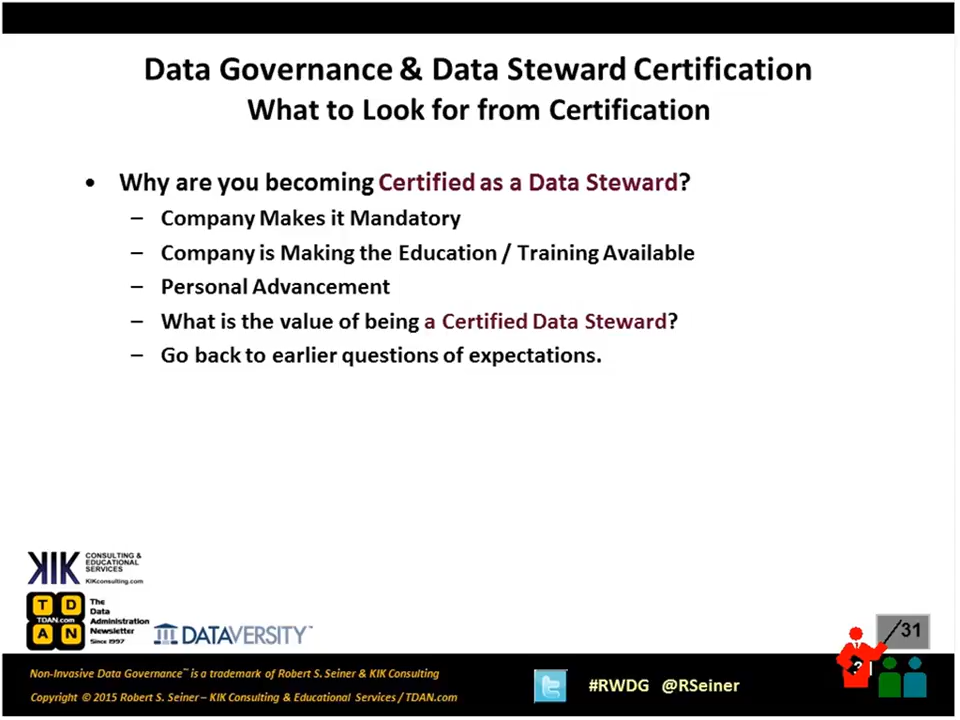 Data Governance & Data Steward Certification
What to Look for from Certification
• Why are you becoming Certified as a Data Steward?
– Company Makes it Mandatory
– Company is Making the Education / Training Available
– Personal Advancement
– What is the value of being a Certified Data Steward?
– Go back to earlier questions of expectations.
KIK CONSULTING &
EDUCATIONAL
SERVICES
KIKconsulting.com
T D
TDAN.com
A N
The
Data
Administration
Newsletter
Since 1997
DATAVERSITY™
/31
Non-Invasive Data Governance™ is a trademark of Robert S. Seiner & KIK Consulting
Copyright © 2015 Robert S. Seiner – KIK Consulting & Educational Services / TDAN.com
#RWDG @RSeiner